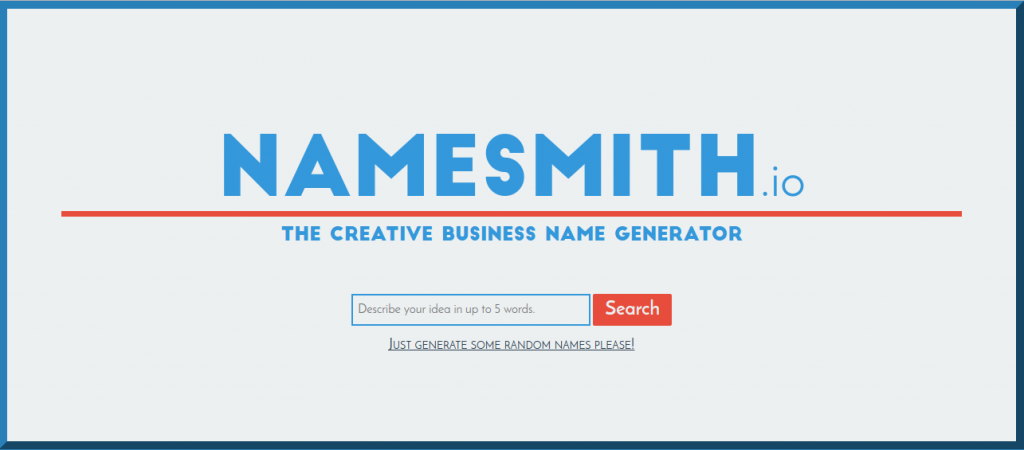 NAMESMITH.io
THE CREATIVE BUSINESS NAME GENERATOR
Describe your idea in up to 5 words. Search
Just generate some random names please!